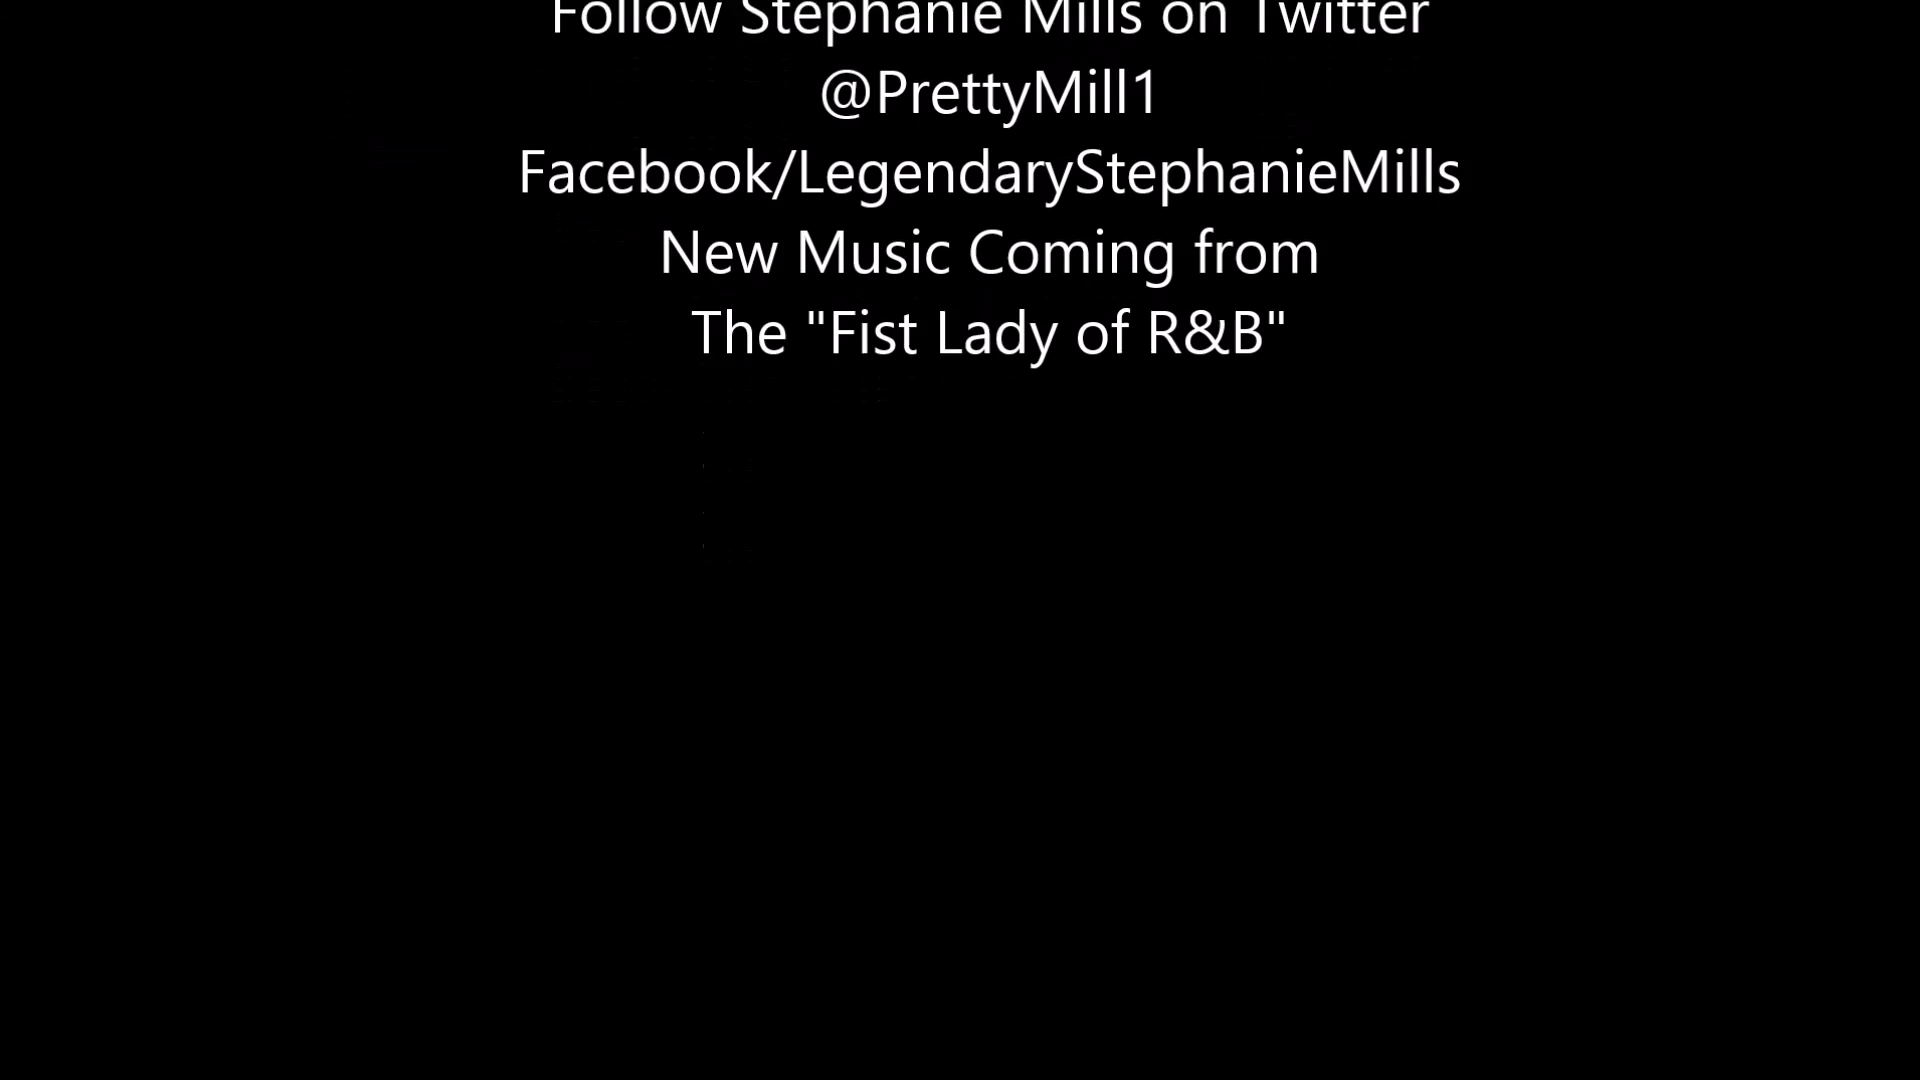 Follow Stephanie Mills on Twitter
@PrettyMill1
Facebook/LegendaryStephanieMills
New Music Coming from
The "Fist Lady of R&B"